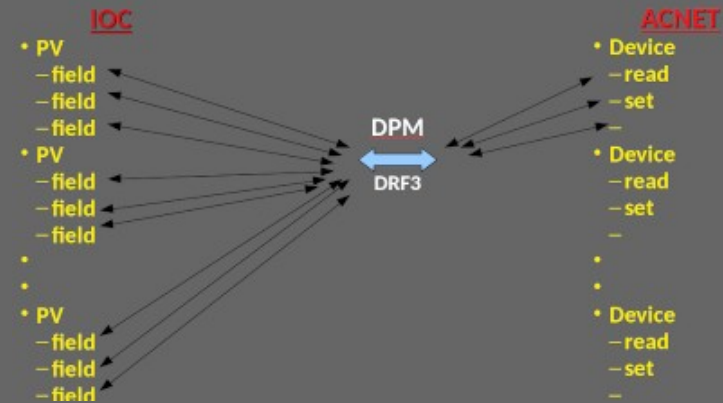 IOC
• PV
–field
–field
–field
• PV
–field
–field
–field
•
•
• PV
–field
–field
–field
DPM
DRF3
ACNET
• Device
–read
–set
–
• Device
–read
–set
–
•
•
• Device
–read
–set
–